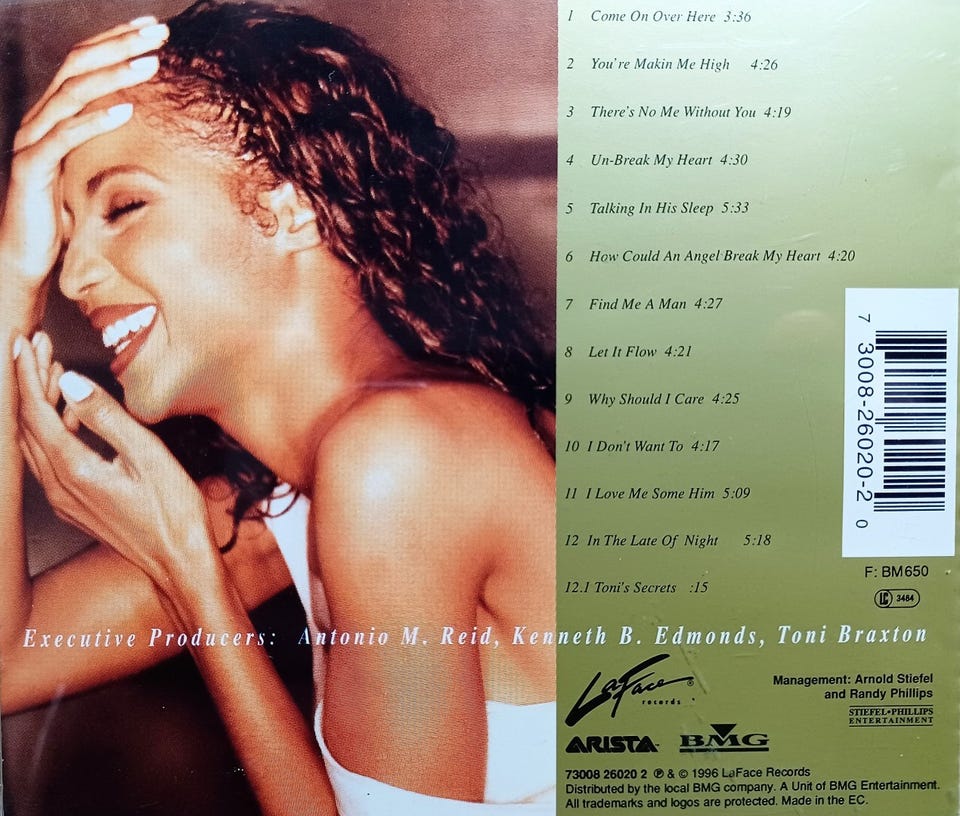 1 Come On Over Here 3:36
2 You're Makin Me High 4:26
3 There's No Me Without You 4:19
4 Un-Break My Heart 4:30
5 Talking In His Sleep 5:33
6 How Could An Angel Break My Heart 4:20
7 Find Me A Man 4:27
8 Let It Flow 4:21
9 Why Should I Care 4:25
10 I Don't Want To 4:17
11 I Love Me Some Him 5:09
12 In The Late Of Night 5:18
12.1 Toni's Secrets :15
7 3008-26020-2 0
F: BM650
LC 3484
Executive Producers: Antonio M. Reid, Kenneth B. Edmonds, Toni Braxton
LaFace®
records
Management: Arnold Stiefel
and Randy Phillips
STIEFEL•PHILLIPS
ENTERTAINMENT
ARISTA
BMG
73008 26020 2 ℗ & © 1996 LaFace Records
Distributed by the local BMG company. A Unit of BMG Entertainment.
All trademarks and logos are protected. Made in the EC.